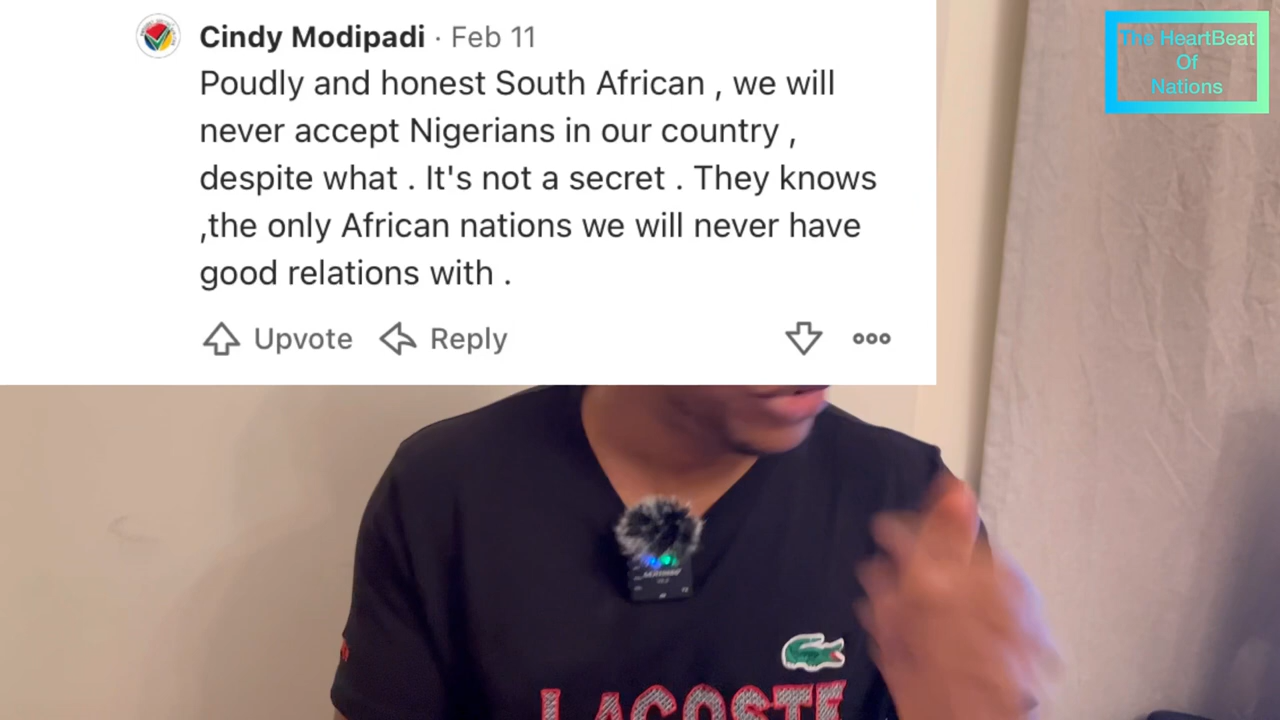 Cindy Modipadi · Feb 11
Poudly and honest South African , we will
never accept Nigerians in our country ,
despite what . It's not a secret . They knows
,the only African nations we will never have
good relations with .
Upvote Reply
The HeartBeat
Of
Nations
LACOSTE